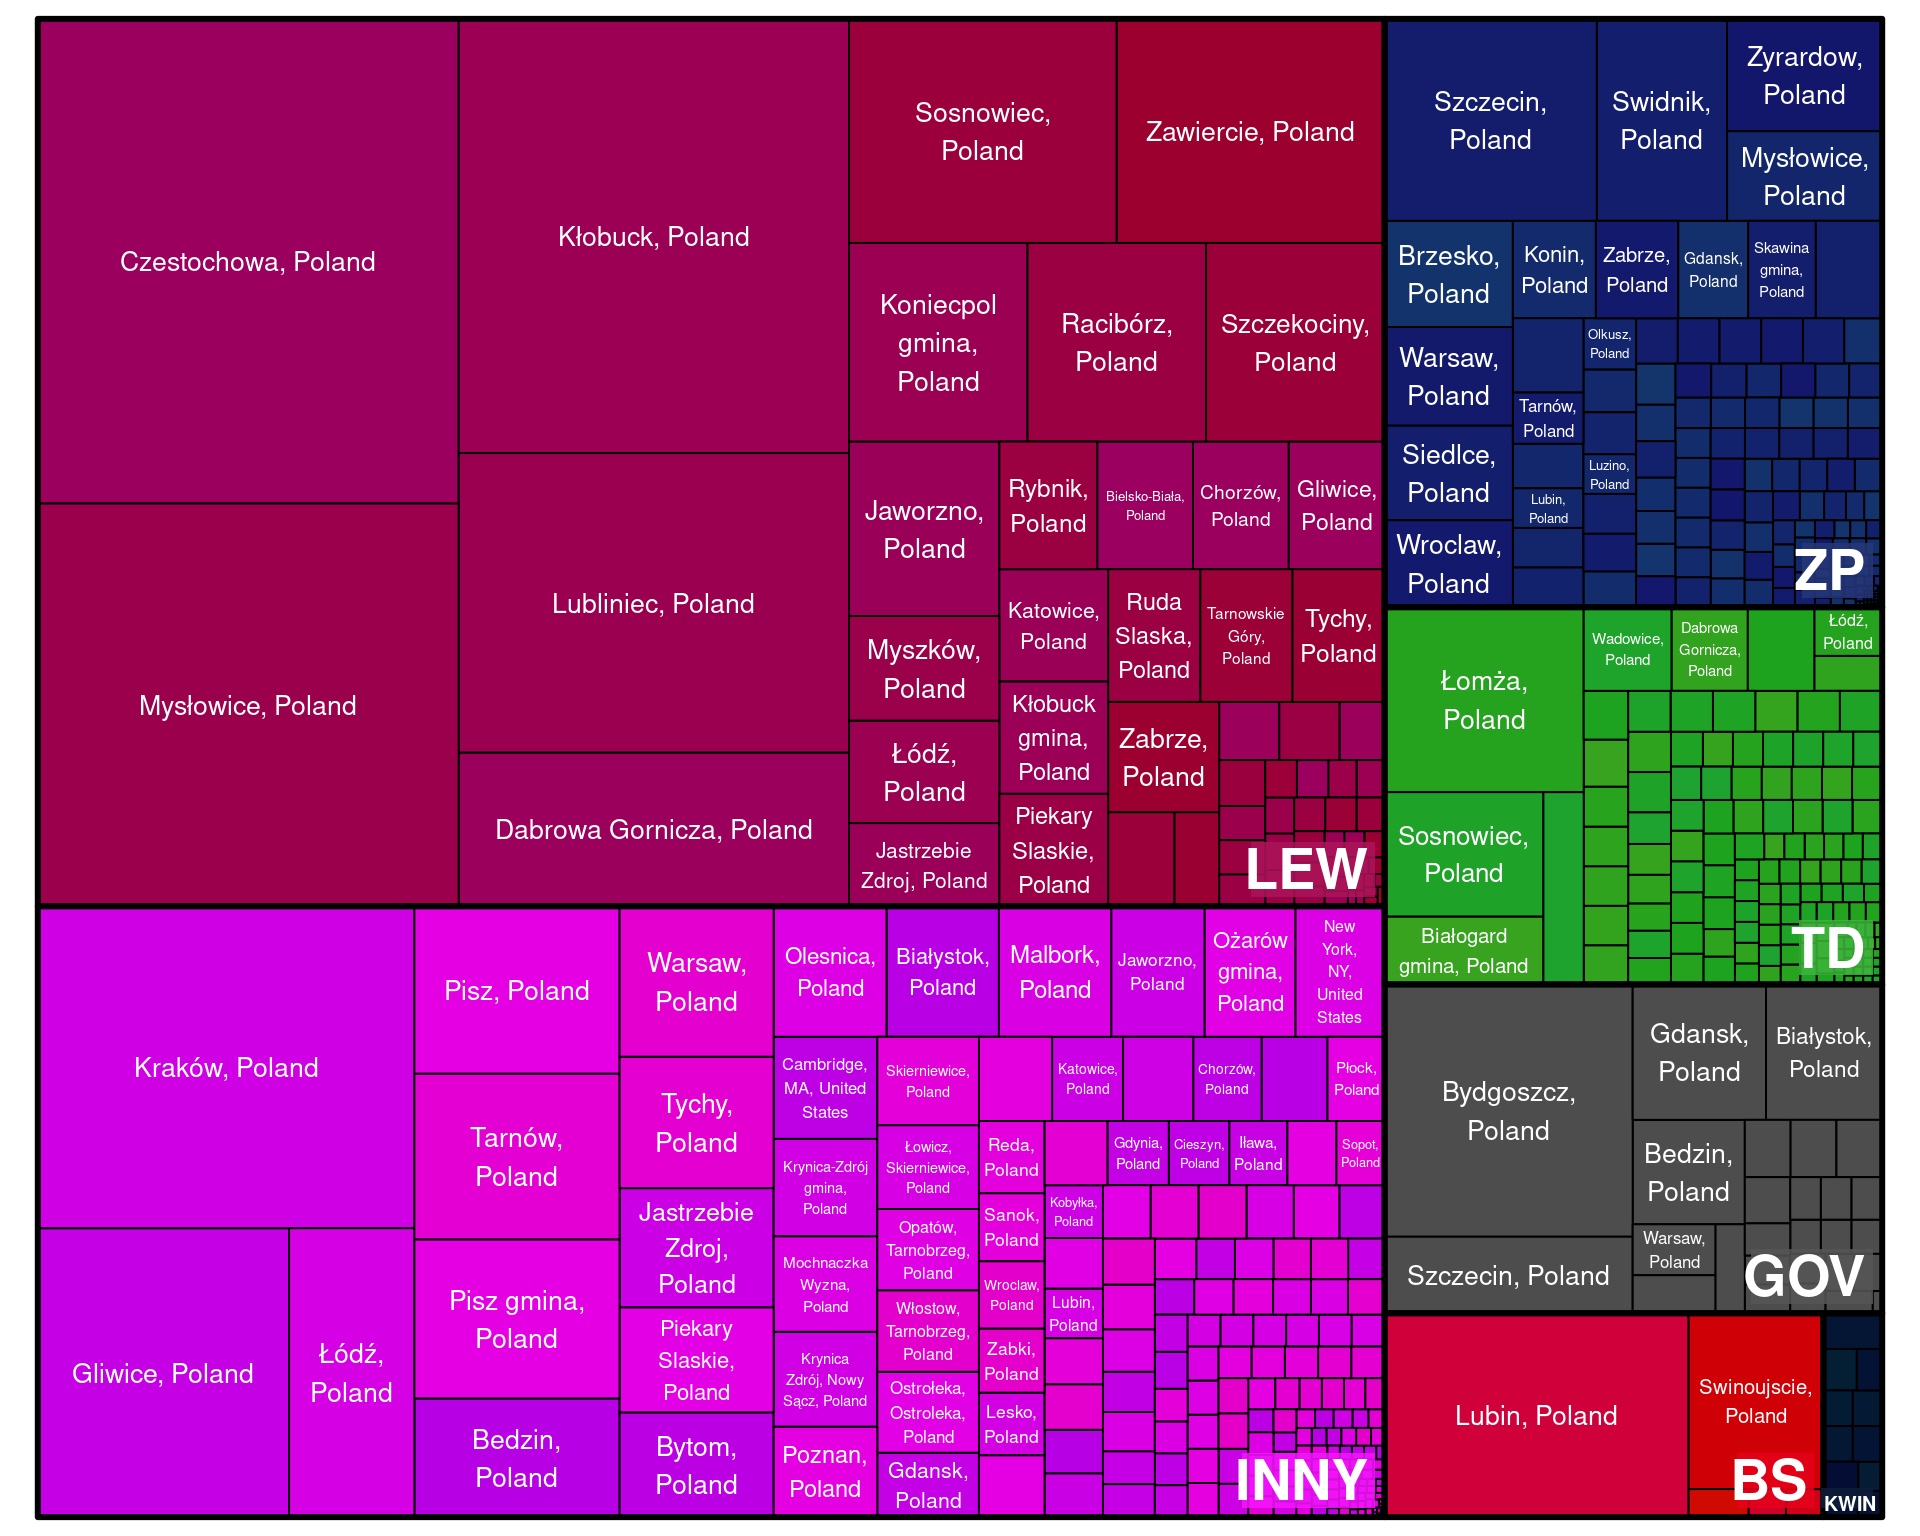 Czestochowa, Poland
Mysłowice, Poland
Kłobuck, Poland
Lubliniec, Poland
Dabrowa Gornicza, Poland
Sosnowiec,
Poland
Zawiercie, Poland
Koniecpol
gmina,
Poland
Racibórz,
Poland
Szczekociny,
Poland
Jaworzno,
Poland
Myszków,
Poland
Łódź,
Poland
Jastrzebie
Zdroj, Poland
Rybnik,
Poland
Bielsko-Biała,
Poland
Chorzów,
Poland
Gliwice,
Poland
Katowice,
Poland
Kłobuck
gmina,
Poland
Piekary
Slaskie,
Poland
Ruda
Slaska,
Poland
Tarnowskie
Góry,
Poland
Tychy,
Poland
Zabrze,
Poland
LEW
Kraków, Poland
Gliwice, Poland
Łódź,
Poland
Pisz, Poland
Tarnów,
Poland
Pisz gmina,
Poland
Bedzin,
Poland
Warsaw,
Poland
Tychy,
Poland
Jastrzebie
Zdroj,
Poland
Piekary
Slaskie,
Poland
Bytom,
Poland
Olesnica,
Poland
Białystok,
Poland
Malbork,
Poland
Jaworzno,
Poland
Ożarów
gmina,
Poland
New
York,
NY,
United
States
Cambridge,
MA, United
States
Krynica-Zdrój
gmina,
Poland
Mochnaczka
Wyzna,
Poland
Krynica
Zdrój, Nowy
Sącz, Poland
Poznan,
Poland
Skierniewice,
Poland
Łowicz,
Skierniewice,
Poland
Opatów,
Tarnobrzeg,
Poland
Włostow,
Tarnobrzeg,
Poland
Ostrołeka,
Ostroleka,
Poland
Gdansk,
Poland
Katowice,
Poland
Chorzów,
Poland
Płock,
Poland
Reda,
Poland
Sanok,
Poland
Wroclaw,
Poland
Zabki,
Poland
Lesko,
Poland
Gdynia,
Poland
Cieszyn,
Poland
Iława,
Poland
Sopot,
Poland
Kobyłka,
Poland
Lubin,
Poland
INNY
Szczecin,
Poland
Swidnik,
Poland
Zyrardow,
Poland
Mysłowice,
Poland
Brzesko,
Poland
Warsaw,
Poland
Siedlce,
Poland
Wroclaw,
Poland
Konin,
Poland
Zabrze,
Poland
Gdansk,
Poland
Skawina
gmina,
Poland
Olkusz,
Poland
Tarnów,
Poland
Luzino,
Poland
Lubin,
Poland
ZP
Łomża,
Poland
Sosnowiec,
Poland
Białogard
gmina, Poland
Wadowice,
Poland
Dabrowa
Gornicza,
Poland
Łódź,
Poland
TD
Bydgoszcz,
Poland
Szczecin, Poland
Gdansk,
Poland
Białystok,
Poland
Bedzin,
Poland
Warsaw,
Poland
GOV
Lubin, Poland
Swinoujscie,
Poland
BS
KWIN